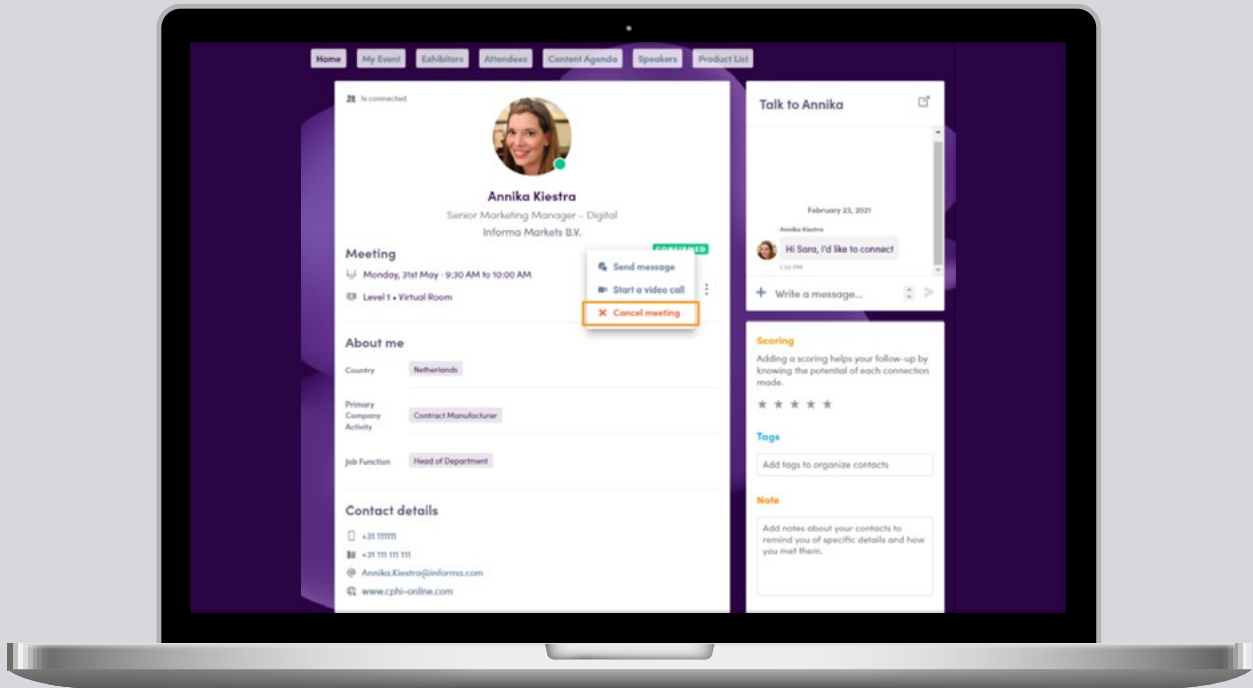 Home My Event Exhibitors Attendees Content Agenda Speakers Product List
Is connected
Annika Kiestra
Senior Marketing Manager - Digital
Informa Markets B.V.
Meeting
CONFIRMED
Monday, 31st May - 9:30 AM to 10:00 AM
Level 1 • Virtual Room
Send message
Start a video call
Cancel meeting
About me
Country
Netherlands
Primary
Company
Activity
Contract Manufacturer
Job Function
Head of Department
Contact details
+31 111111
+31 111 111 111
Annika.Kiestra@informa.com
www.cphi-online.com
Talk to Annika
February 23, 2021
Annika Kiestra
Hi Sara, I'd like to connect
Write a message...
Scoring
Adding a scoring helps your follow-up by
knowing the potential of each connection
made.
Tags
Add tags to organize contacts
Note
Add notes about your contacts to
remind you of specific details and how
you met them.